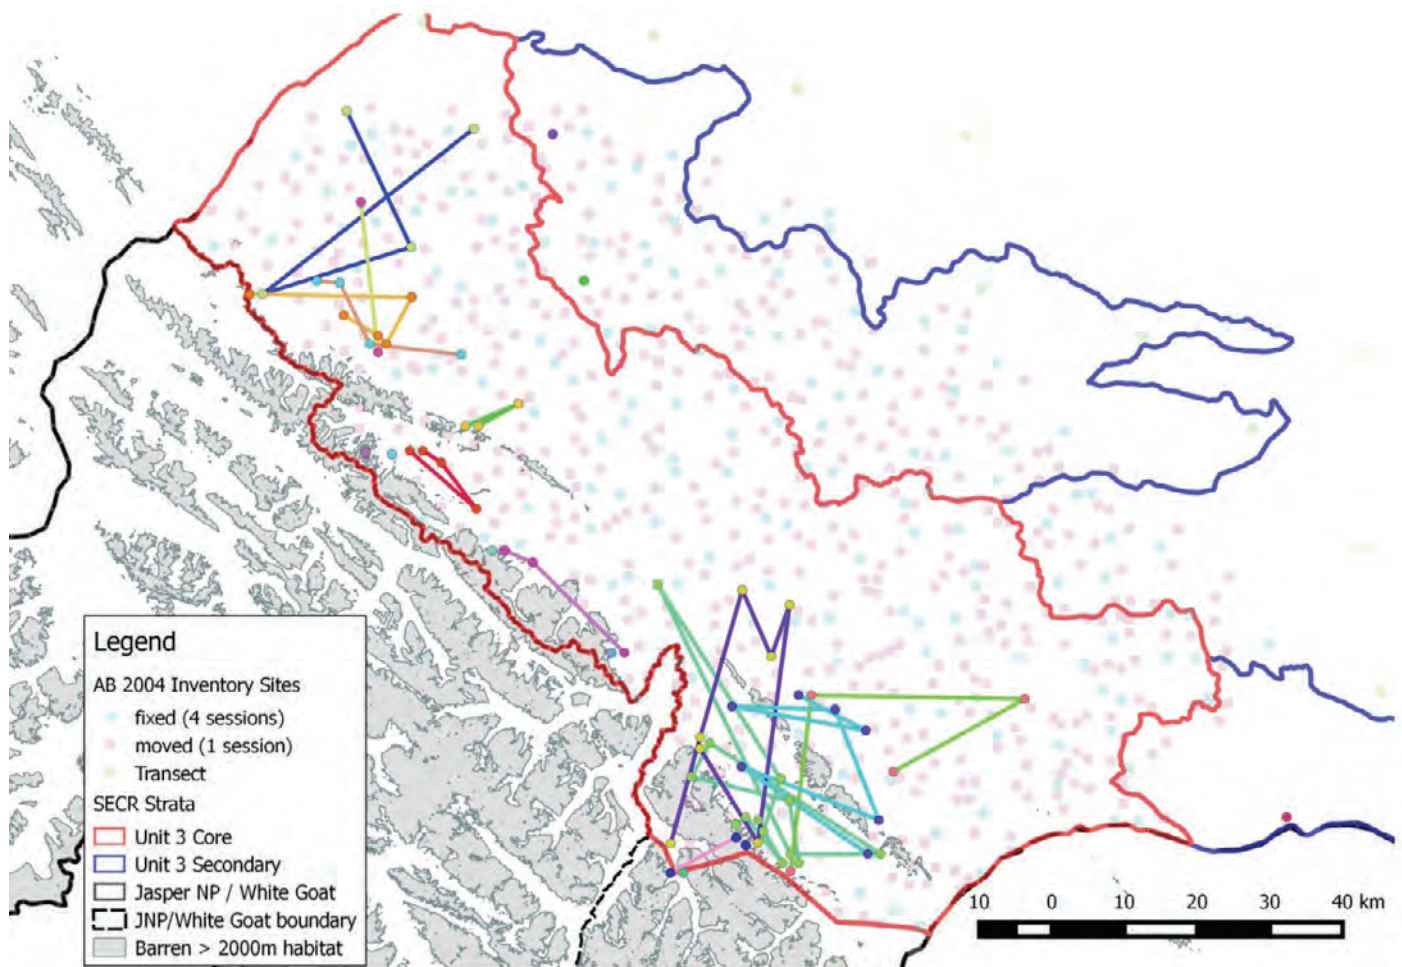 Legend
AB 2004 Inventory Sites
fixed (4 sessions)
moved (1 session)
Transect
SECR Strata
Unit 3 Core
Unit 3 Secondary
Jasper NP / White Goat
JNP/White Goat boundary
Barren > 2000m habitat
10 0 10 20 30 40 km